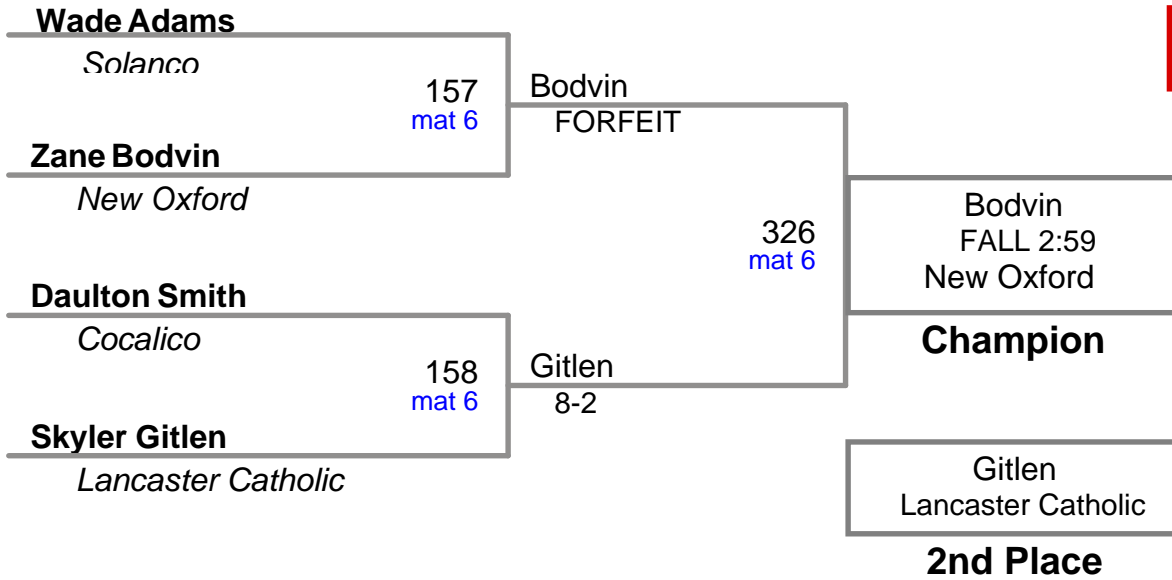 Wade Adams
Solanco
157
mat 6
Bodvin
FORFEIT
Zane Bodvin
New Oxford
326
mat 6
Bodvin
FALL 2:59
New Oxford
Champion
Daulton Smith
Cocalico
158
mat 6
Gitlen
8-2
Skyler Gitlen
Lancaster Catholic
Gitlen
Lancaster Catholic
2nd Place